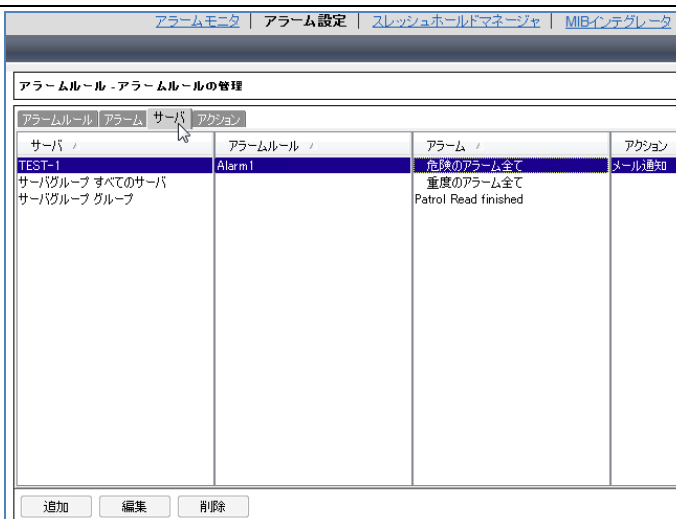 アラームモニタ | アラーム設定 | スレッシュホールドマネージャ | MIBインテグレータ
アラームルール - アラームルールの管理
アラームルール アラーム サーバ アクション
サーバ アラームルール アラーム アクション
TEST-1 Alarm1 危険のアラーム全て メール通知
サーバグループ すべてのサーバ 重度のアラーム全て
サーバグループ グループ Patrol Read finished
追加 編集 削除